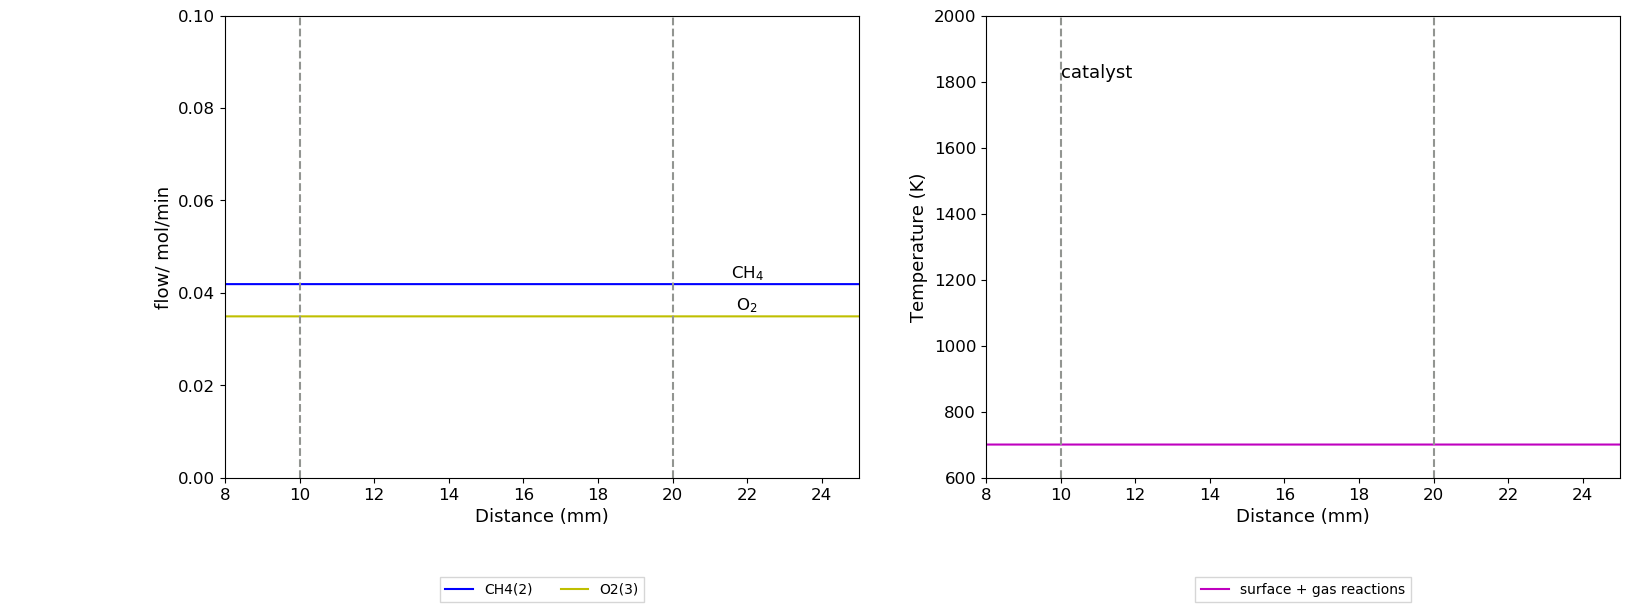 0.10
0.08
0.06
0.04
0.02
0.00
flow/ mol/min
CH₄
O₂
8 10 12 14 16 18 20 22 24
Distance (mm)
CH4(2) O2(3)
2000
1800
1600
1400
1200
1000
800
600
Temperature (K)
catalyst
8 10 12 14 16 18 20 22 24
Distance (mm)
surface + gas reactions